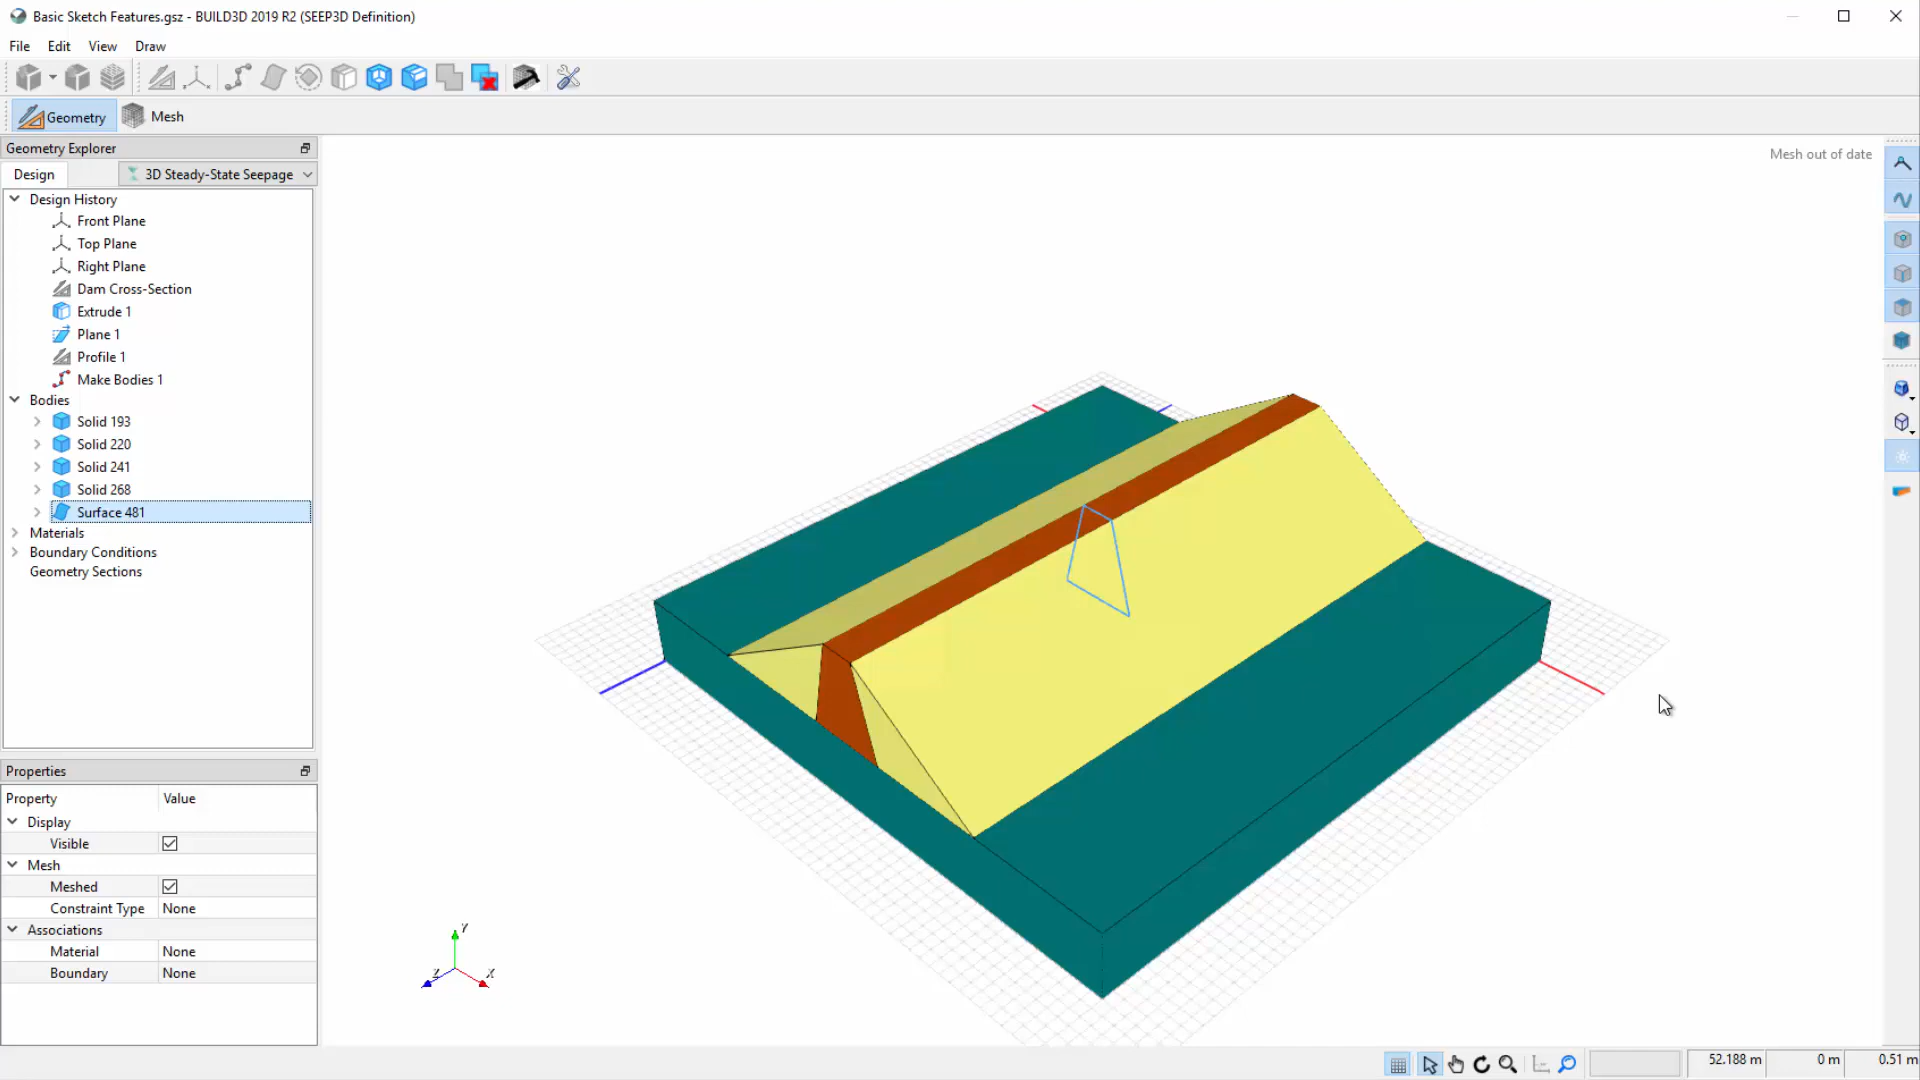 Basic Sketch Features.gsz - BUILD3D 2019 R2 (SEEP3D Definition)
File Edit View Draw
Geometry Mesh
Geometry Explorer
Design 3D Steady-State Seepage
Design History
Front Plane
Top Plane
Right Plane
Dam Cross-Section
Extrude 1
Plane 1
Profile 1
Make Bodies 1
Bodies
Solid 193
Solid 220
Solid 241
Solid 268
Surface 481
Materials
Boundary Conditions
Geometry Sections
Mesh out of date
Properties
Property Value
Display
Visible
Mesh
Meshed
Constraint Type None
Associations
Material None
Boundary None
Y
Z X
52.188 m 0 m 0.51 m